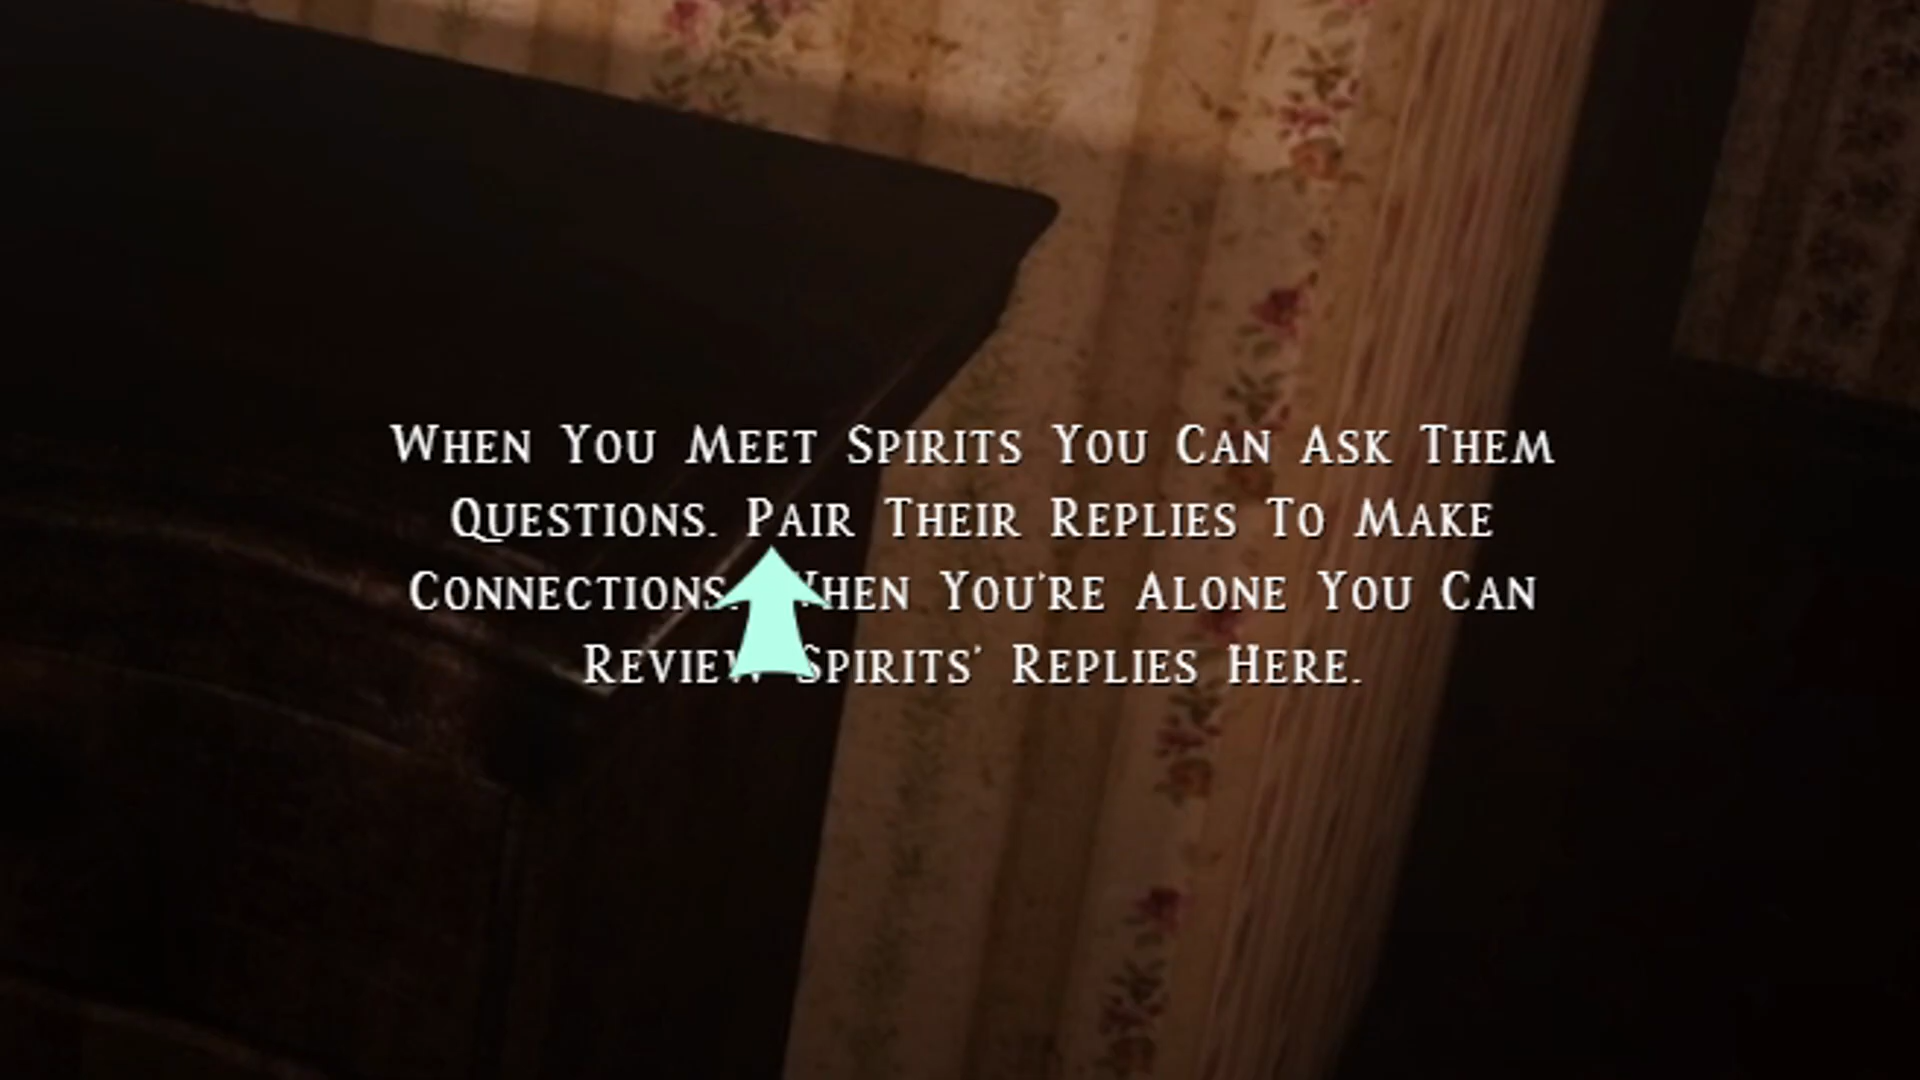 When You Meet Spirits You Can Ask Them
Questions. Pair Their Replies To Make
Connections. When You're Alone You Can
Review Spirits' Replies Here.